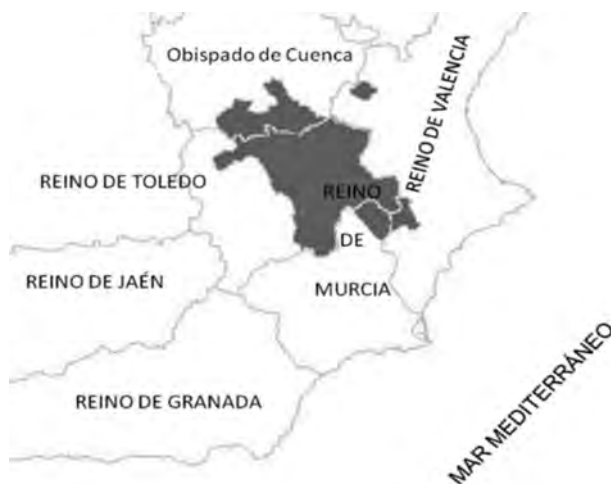 Obispado de Cuenca
REINO DE VALENCIA
REINO DE TOLEDO
REINO
DE
MURCIA
REINO DE JAÉN
REINO DE GRANADA
MAR MEDITERRÁNEO